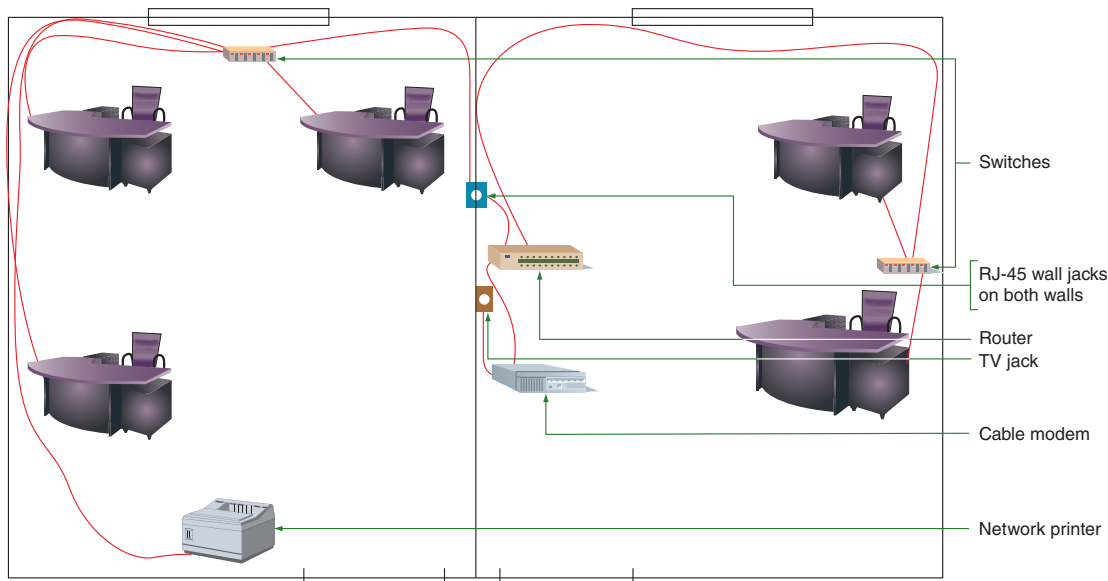 Switches
RJ-45 wall jacks
on both walls
Router
TV jack
Cable modem
Network printer